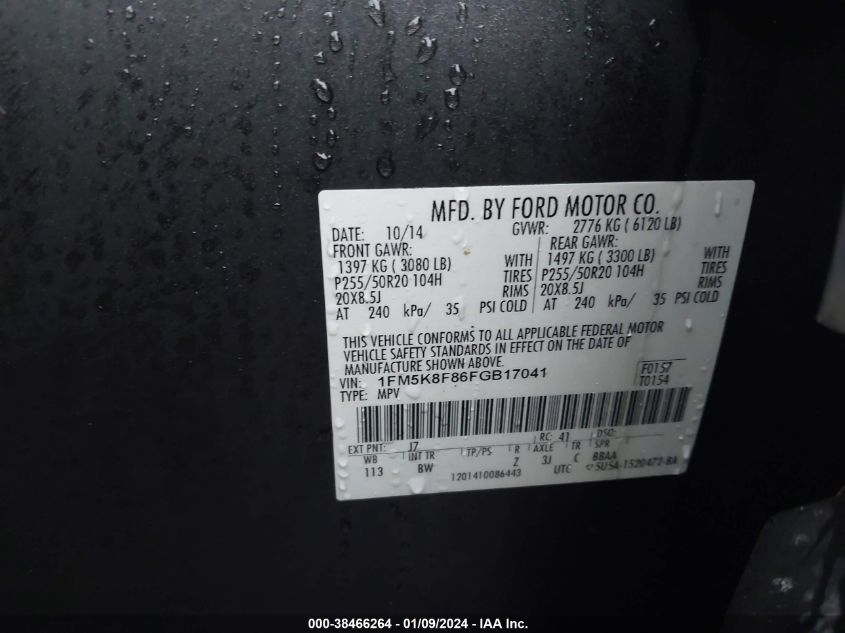 MFD. BY FORD MOTOR CO.
DATE: 10/14 GVWR: 2776 KG ( 6120 LB)
FRONT GAWR: REAR GAWR:
1397 KG ( 3080 LB) WITH 1497 KG ( 3300 LB) WITH
P255/50R20 104H TIRES P255/50R20 104H TIRES
20X8.5J RIMS 20X8.5J RIMS
AT 240 kPa/ 35 PSI COLD AT 240 kPa/ 35 PSI COLD
THIS VEHICLE CONFORMS TO ALL APPLICABLE FEDERAL MOTOR
VEHICLE SAFETY STANDARDS IN EFFECT ON THE DATE OF
MANUFACTURE SHOWN ABOVE.
VIN: 1FM5K8F86FGB17041 F0157
TYPE: MPV T0154
EXT PNT: J7 RC: 41 DSO:
WB INT TR TP/PS R AXLE TR SPR
113 BW Z 3J C BBAA
1201410086443 UTC 5U5A-1520472-BA
000-38466264 - 01/09/2024 - IAA Inc.